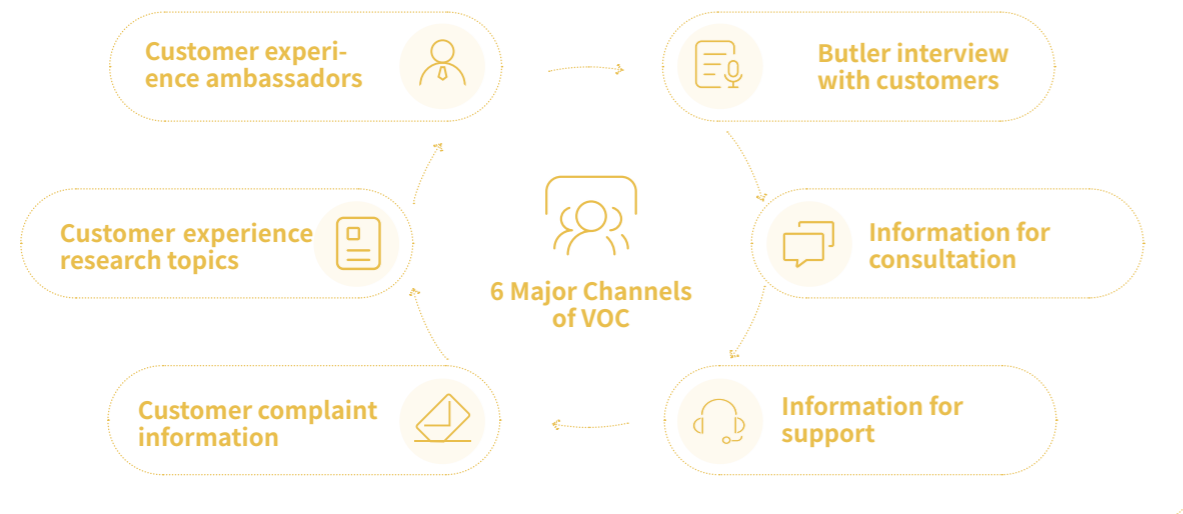 Customer experi-
ence ambassadors
Butler interview
with customers
Customer experience
research topics
Information for
consultation
6 Major Channels
of VOC
Customer complaint
information
Information for
support